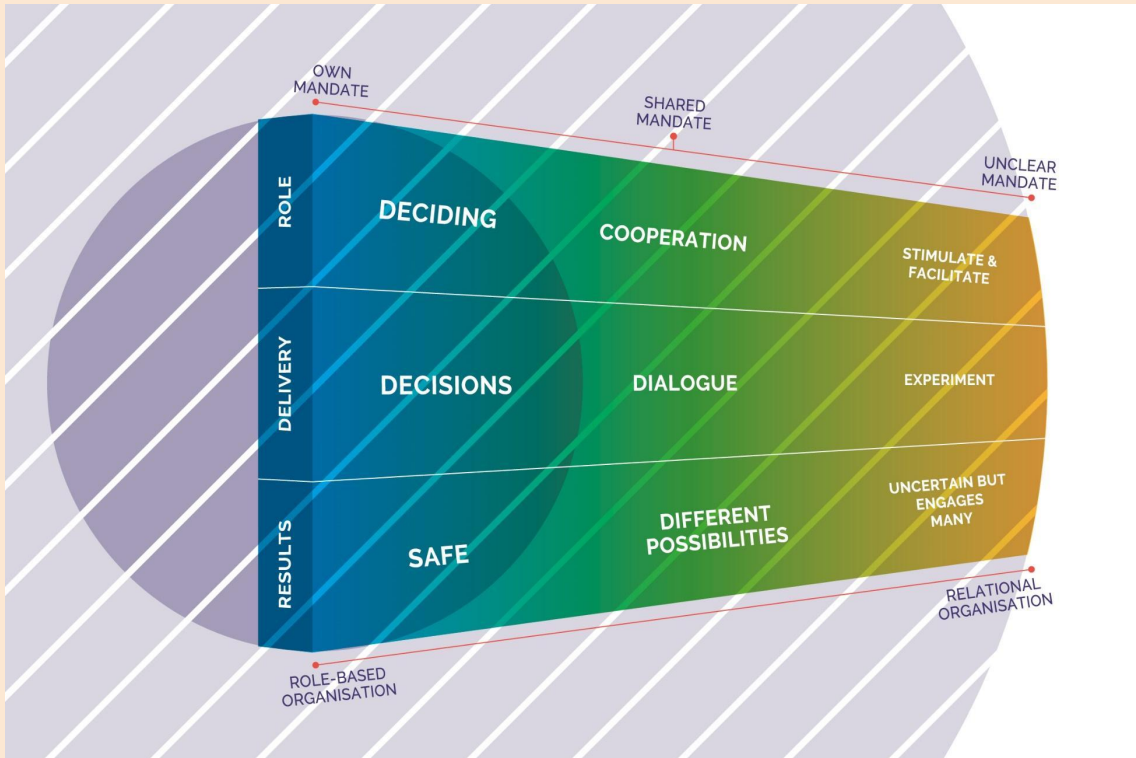 OWN
MANDATE
SHARED
MANDATE
UNCLEAR
MANDATE
ROLE
DECIDING
COOPERATION
STIMULATE &
FACILITATE
DELIVERY
DECISIONS
DIALOGUE
EXPERIMENT
RESULTS
SAFE
DIFFERENT
POSSIBILITIES
UNCERTAIN BUT
ENGAGES
MANY
ROLE-BASED
ORGANISATION
RELATIONAL
ORGANISATION